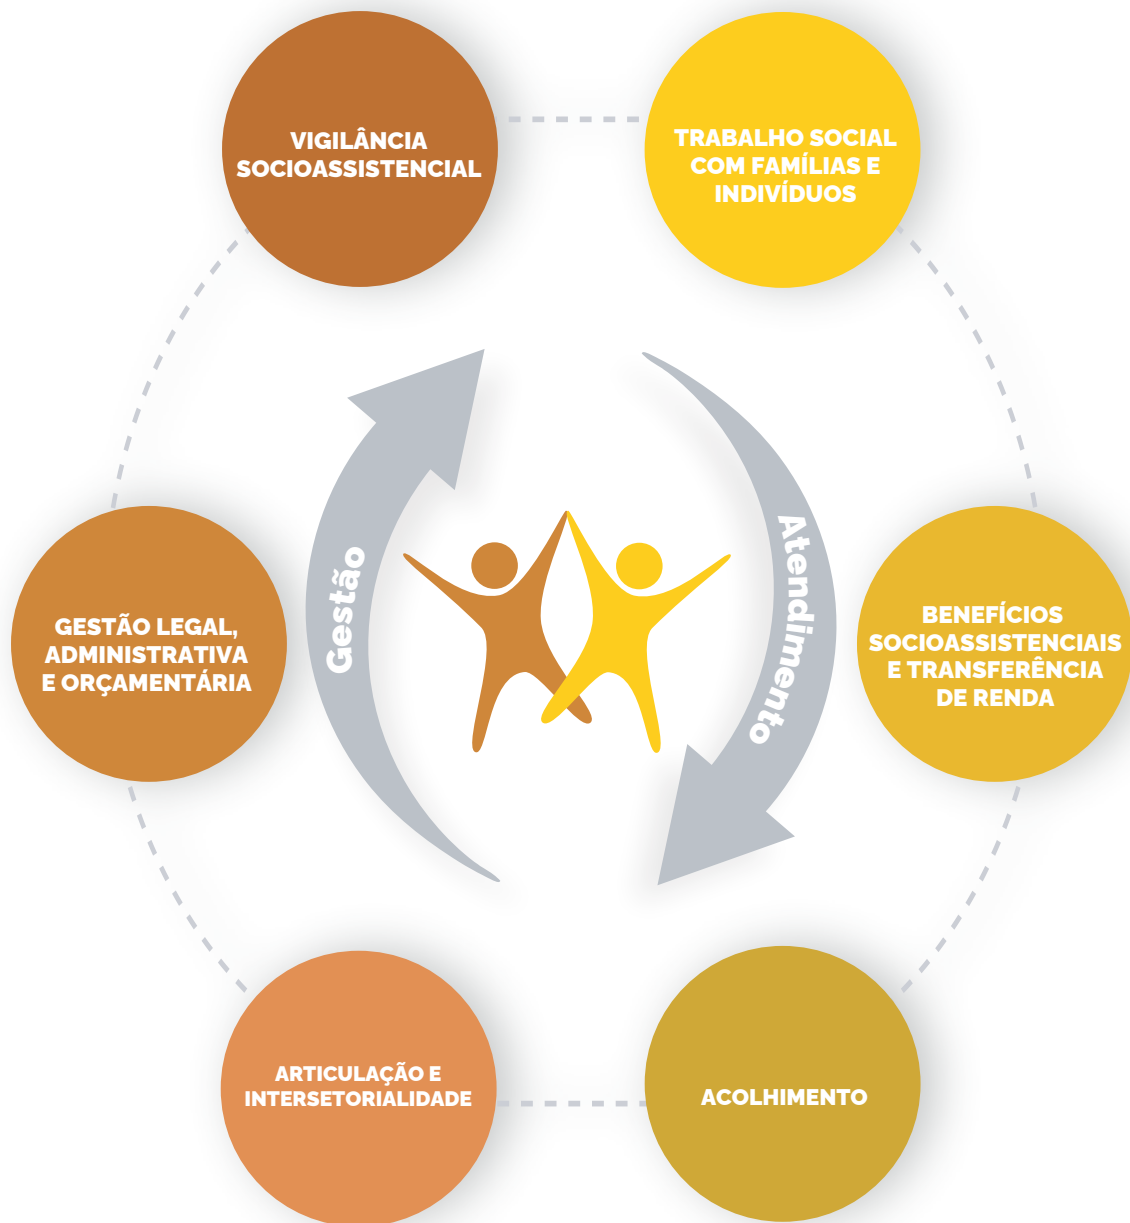 VIGILÂNCIA
SOCIOASSISTENCIAL
TRABALHO SOCIAL
COM FAMÍLIAS E
INDIVÍDUOS
Gestão
Atendimento
GESTÃO LEGAL,
ADMINISTRATIVA
E ORÇAMENTÁRIA
BENEFÍCIOS
SOCIOASSISTENCIAIS
E TRANSFERÊNCIA
DE RENDA
ARTICULAÇÃO E
INTERSETORIALIDADE
ACOLHIMENTO